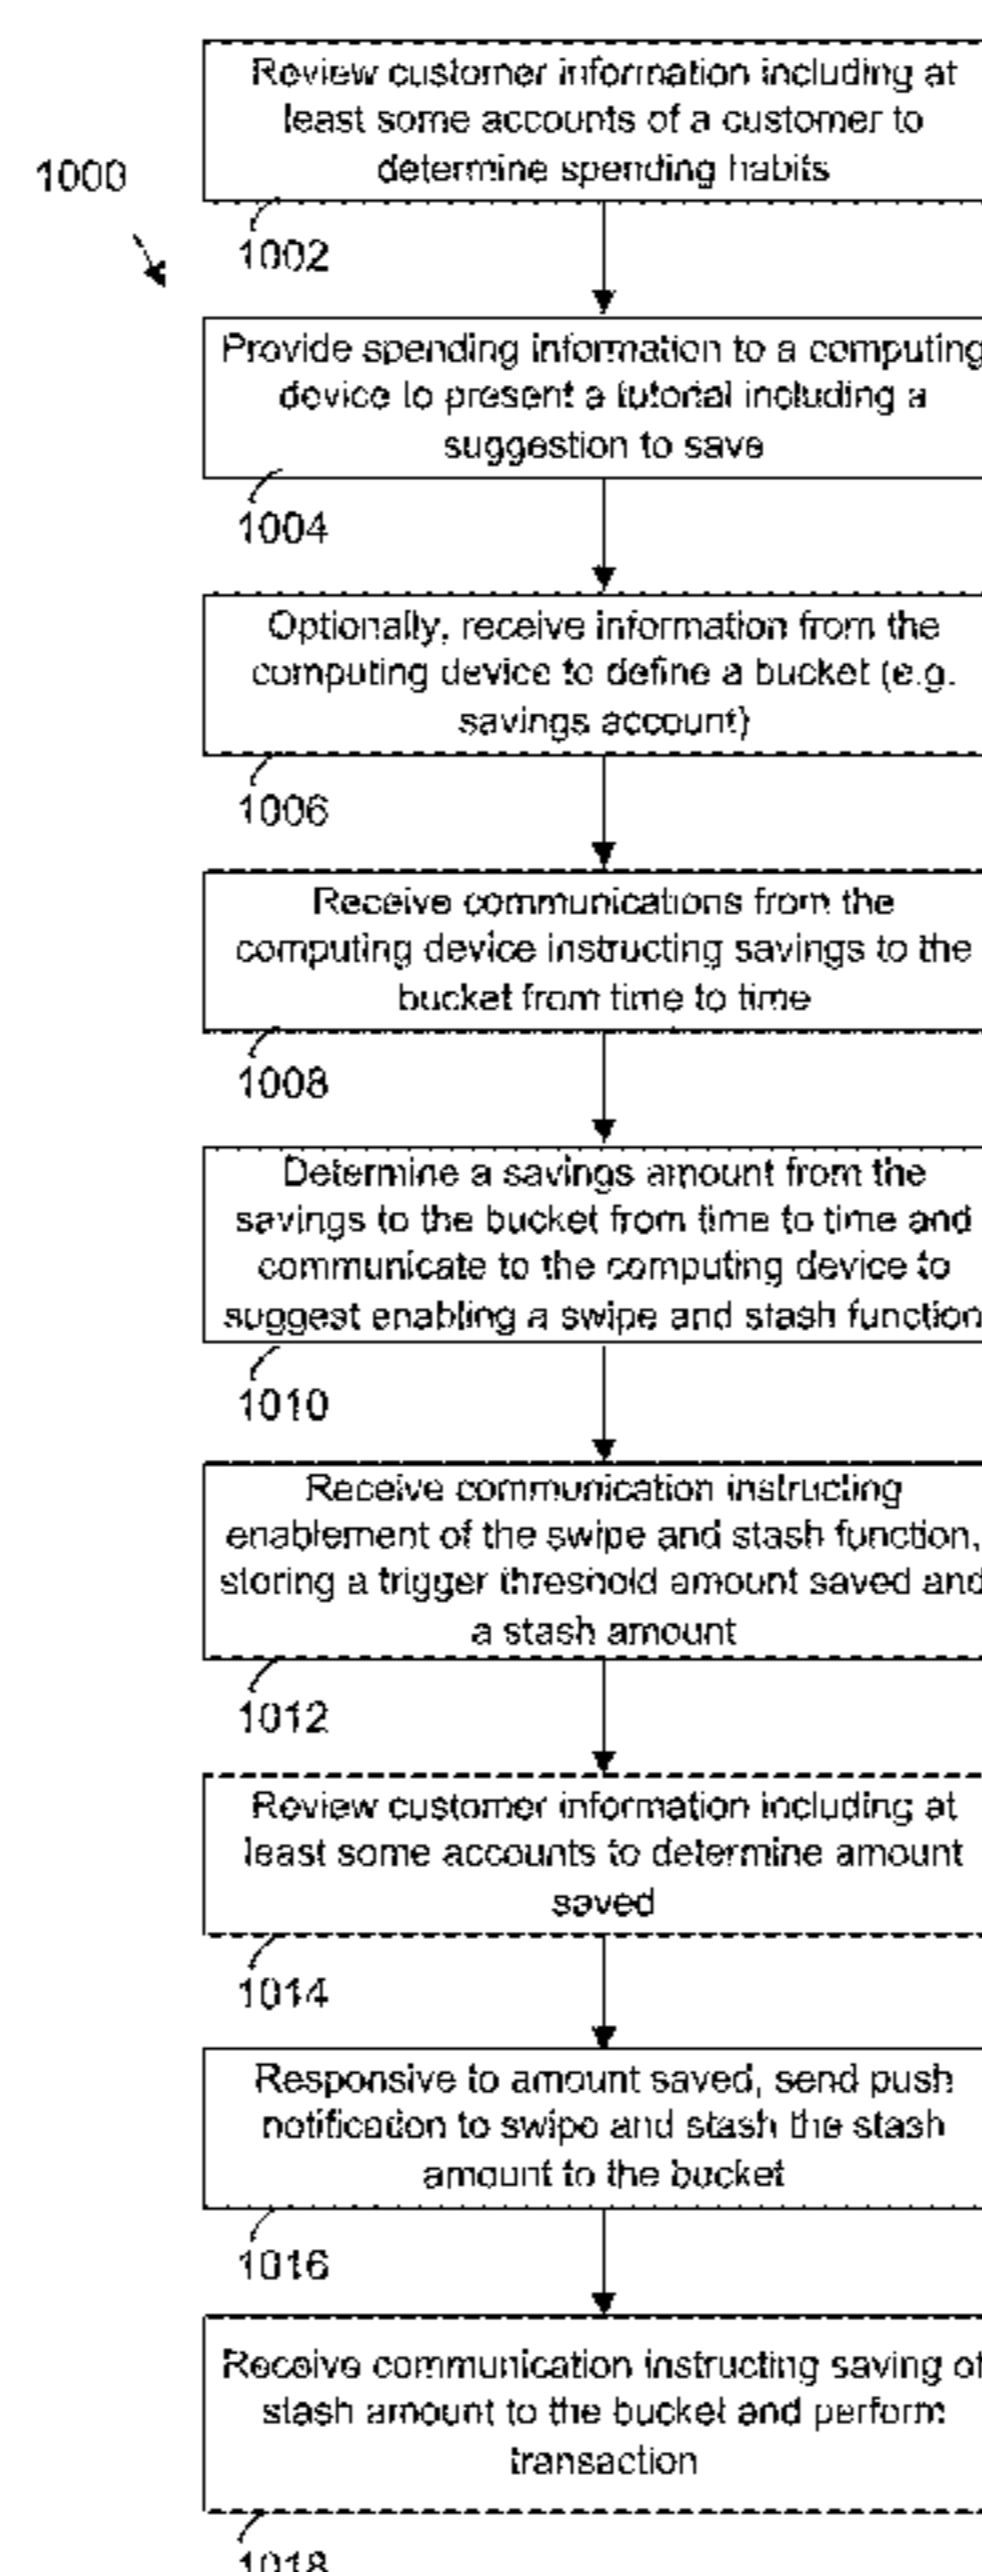 Review customer information including at
least some accounts of a customer to
determine spending habits
1000
1002
Provide spending information to a computing
device to present a tutorial including a
suggestion to save
1004
Optionally, receive information from the
computing device to define a bucket (e.g.
savings account)
1006
Receive communications from the
computing device instructing savings to the
bucket from time to time
1008
Determine a savings amount from the
savings to the bucket from time to time and
communicate to the computing device to
suggest enabling a swipe and stash function
1010
Receive communication instructing
enablement of the swipe and stash function,
storing a trigger threshold amount saved and
a stash amount
1012
Review customer information including at
least some accounts to determine amount
saved
1014
Responsive to amount saved, send push
notification to swipe and stash the stash
amount to the bucket
1016
Receive communication instructing saving of
stash amount to the bucket and perform
transaction
1018